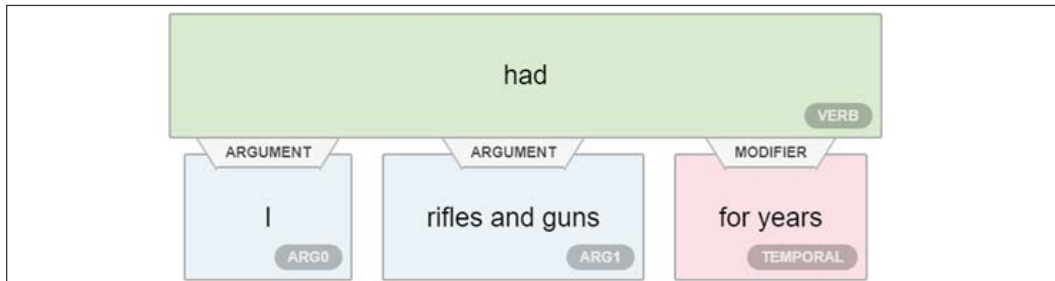 had
VERB
ARGUMENT ARGUMENT MODIFIER
I rifles and guns for years
ARG0 ARG1 TEMPORAL